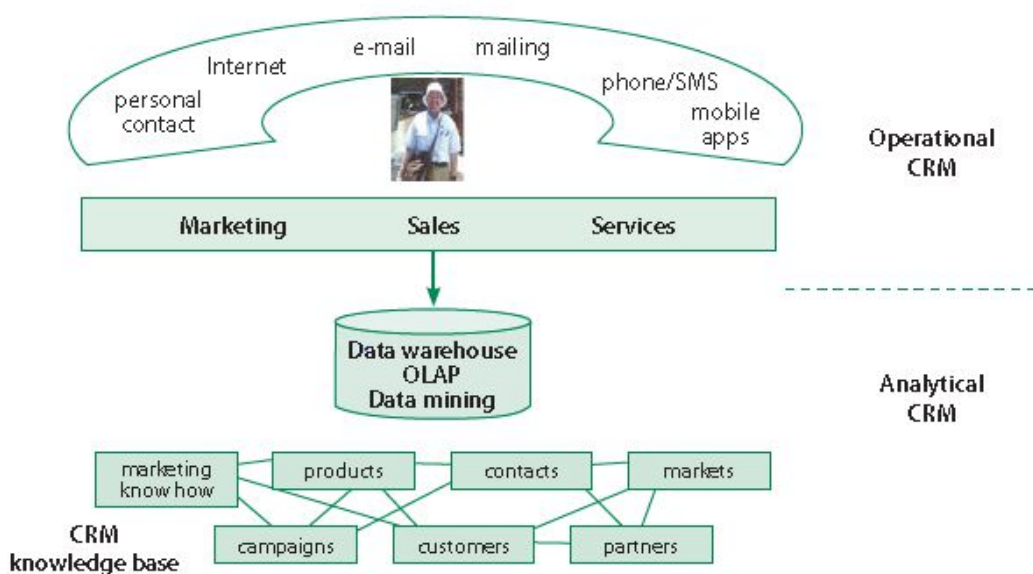 e-mail
mailing
Internet
phone/SMS
personal
contact
mobile
apps
Operational
CRM
Marketing
Sales
Services
Data warehouse
OLAP
Data mining
Analytical
CRM
marketing
know how
products
contacts
markets
CRM
knowledge base
campaigns
customers
partners